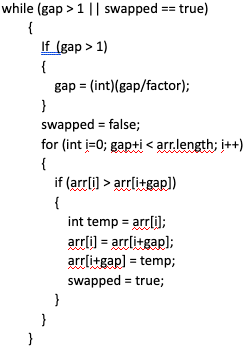 while (gap > 1 || swapped == true)
{
If (gap > 1)
{
gap = (int)(gap/factor);
}
swapped = false;
for (int i=0; gap+i < arr.length; i++)
{
if (arr[i] > arr[i+gap])
{
int temp = arr[i];
arr[i] = arr[i+gap];
arr[i+gap] = temp;
swapped = true;
}
}
}